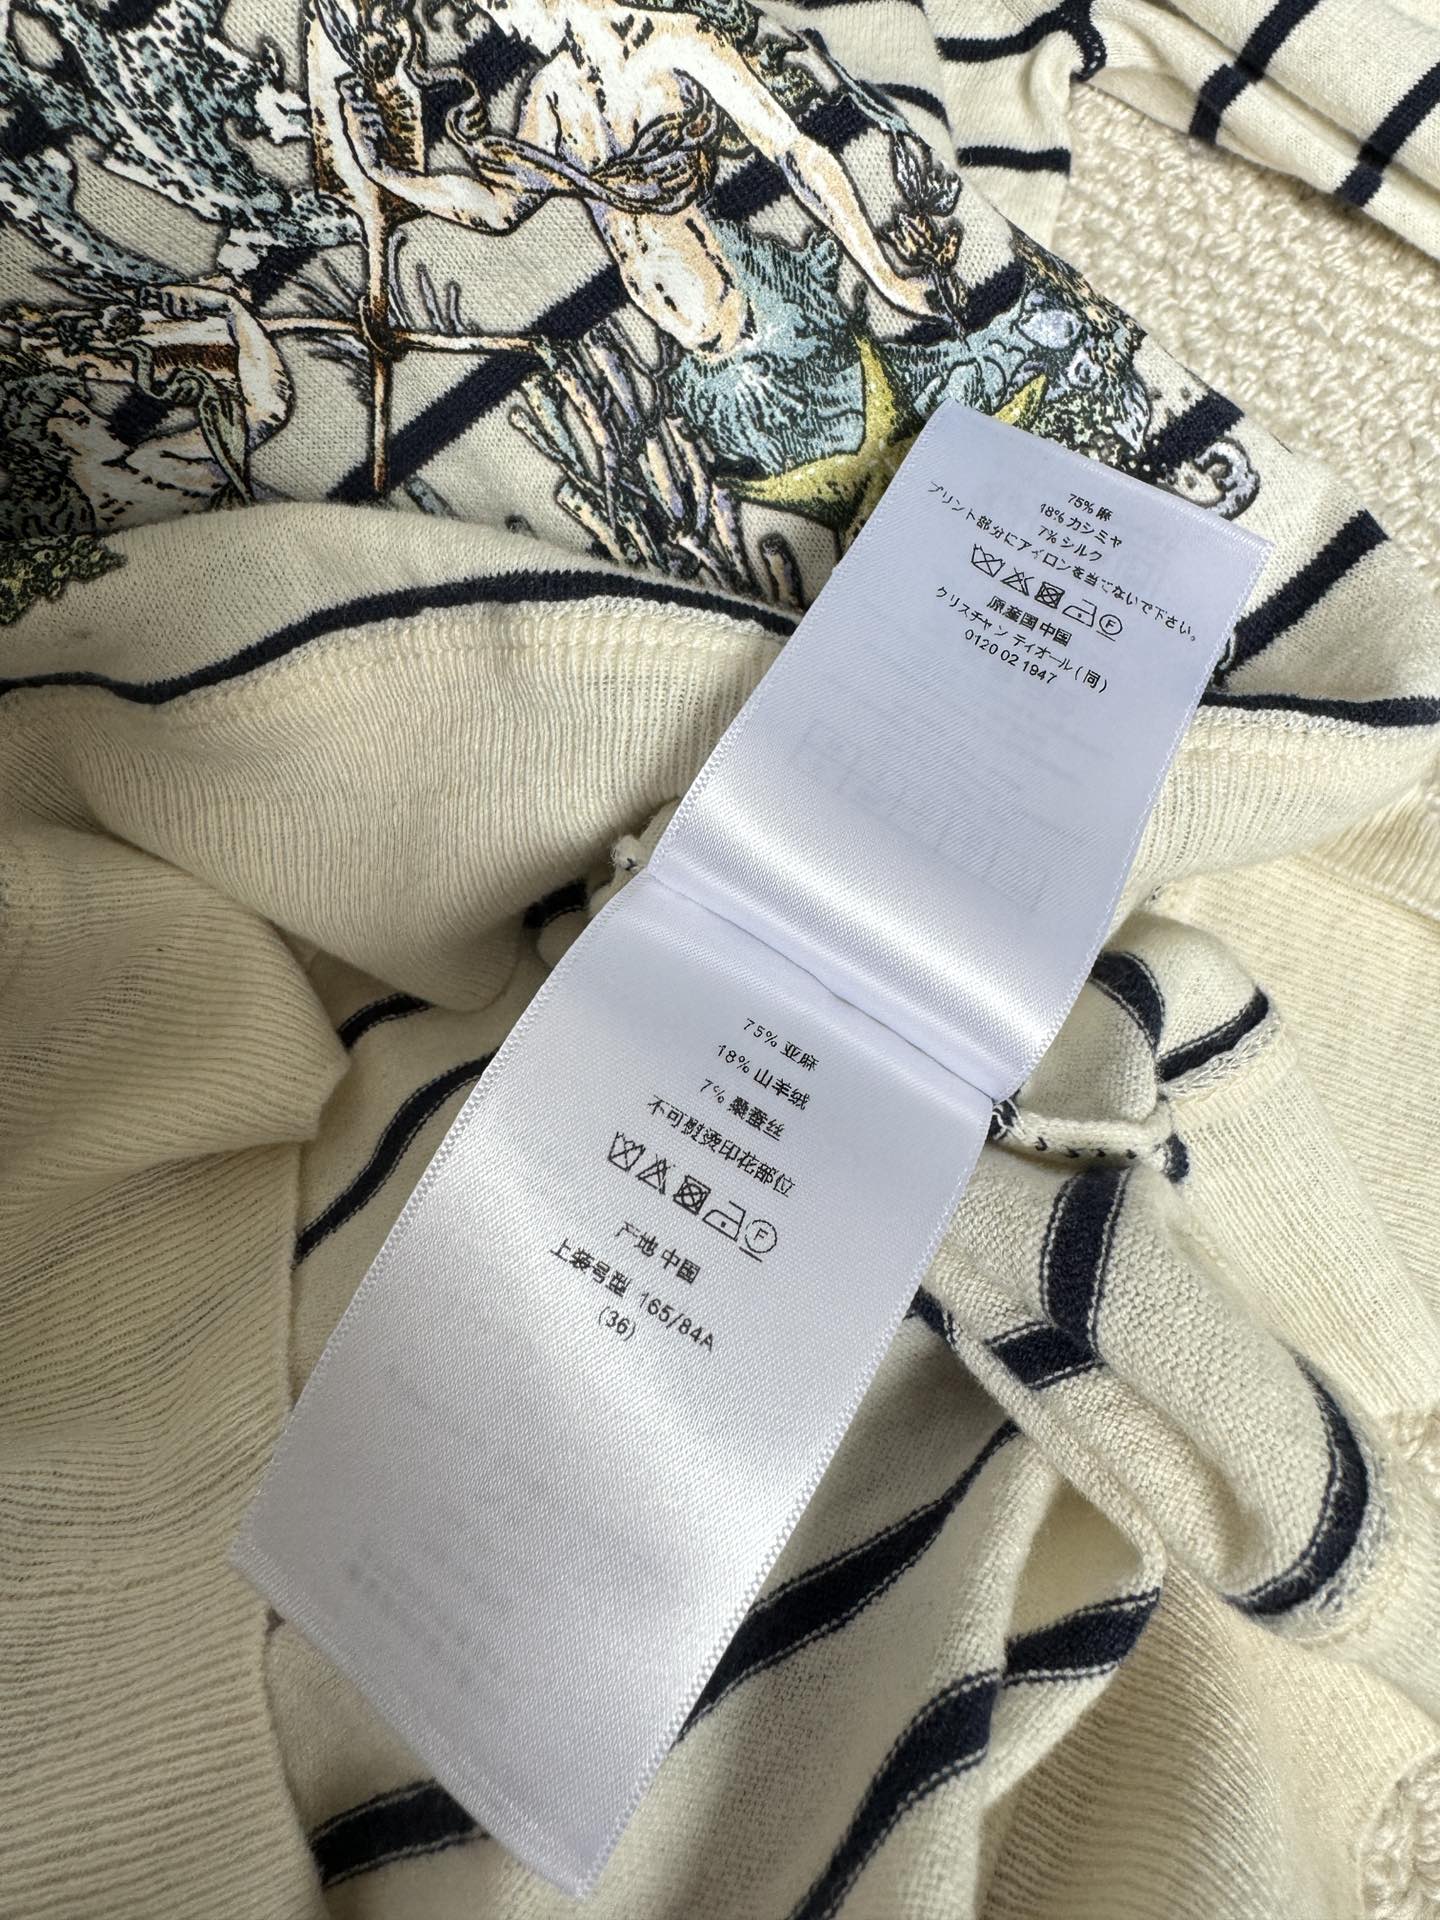 75% 麻
18% カシミヤ
7% シルク
プリント部分にアイロンを当てないで下さい。
F
原産国中国
クリスチャン ディオール (同)
0120 02 1947
75% 亚麻
18% 山羊绒
7% 桑蚕丝
不可熨烫印花部位
F
产地 中国
上装号型 165/84A
(36)